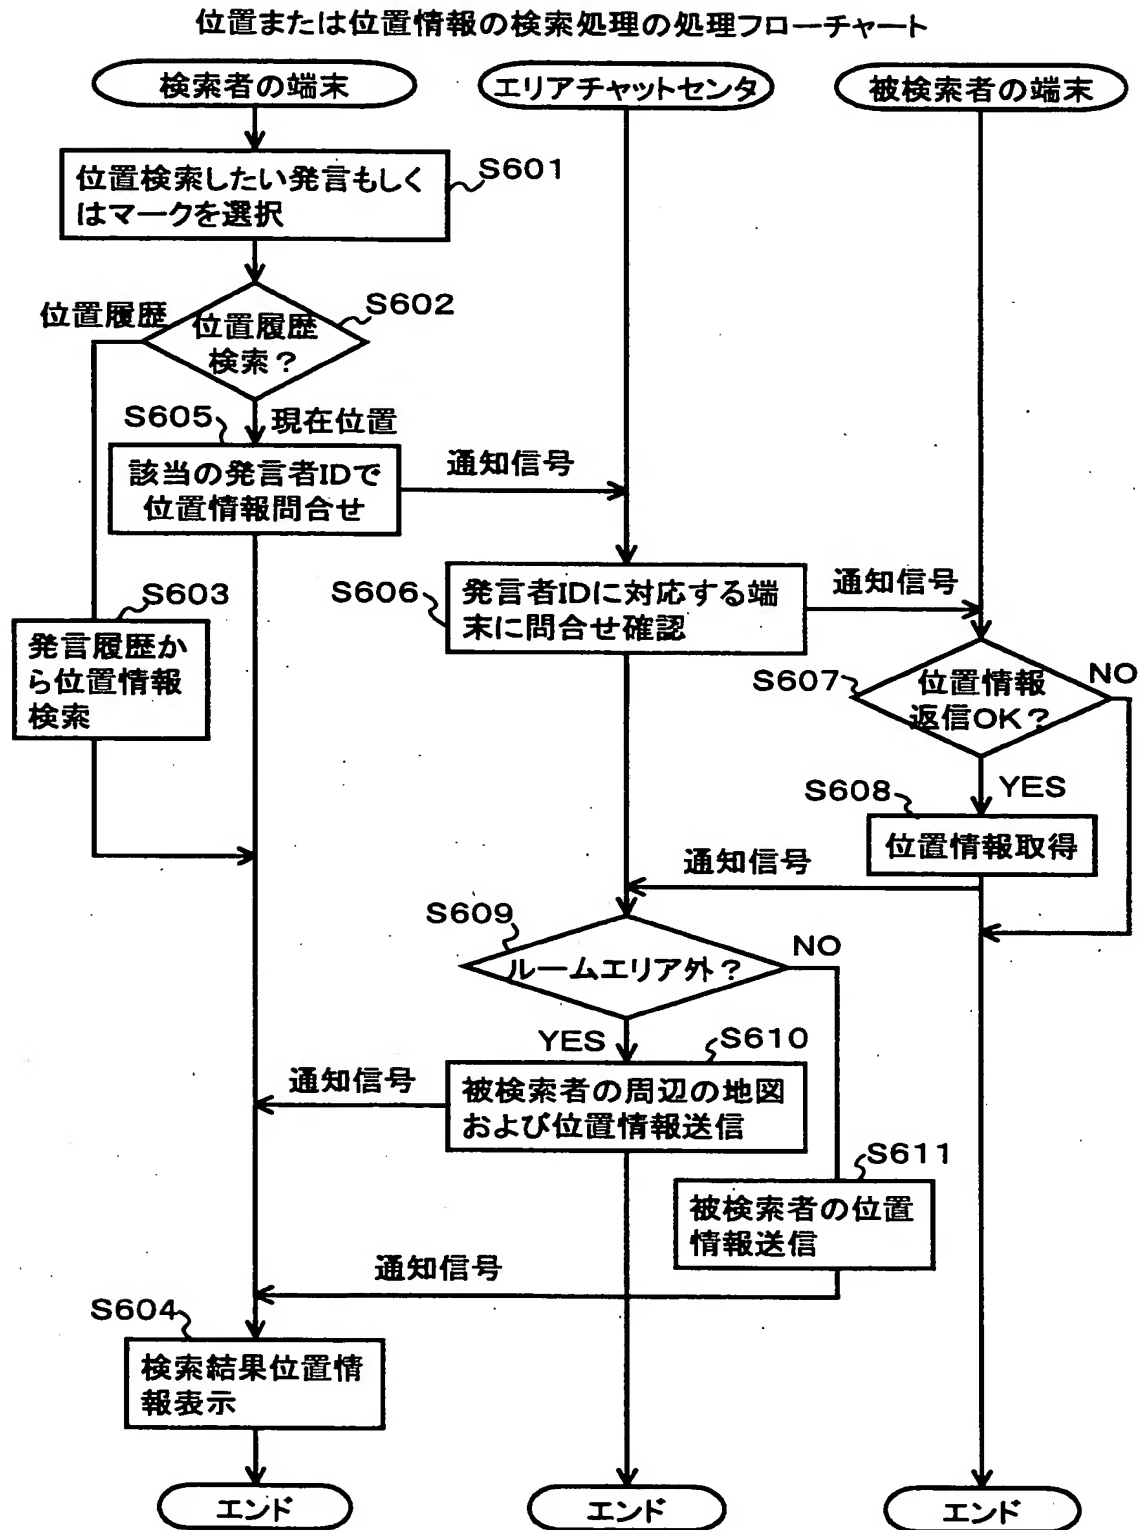 位置または位置情報の検索処理の処理フローチャート
検索者の端末
エリアチャットセンタ
被検索者の端末
S601
位置検索したい発言もしく
はマークを選択
S602
位置履歴
位置履歴
検索?
S605
現在位置
該当の発言者IDで
位置情報問合せ
通知信号
S603
発言履歴か
ら位置情報
検索
S606
発言者IDに対応する端
末に問合せ確認
通知信号
S607
位置情報
返信OK?
NO
YES
S608
位置情報取得
通知信号
S609
ルームエリア外?
NO
YES
S610
被検索者の周辺の地図
および位置情報送信
通知信号
S611
被検索者の位置
情報送信
通知信号
S604
検索結果位置情
報表示
エンド
エンド
エンド